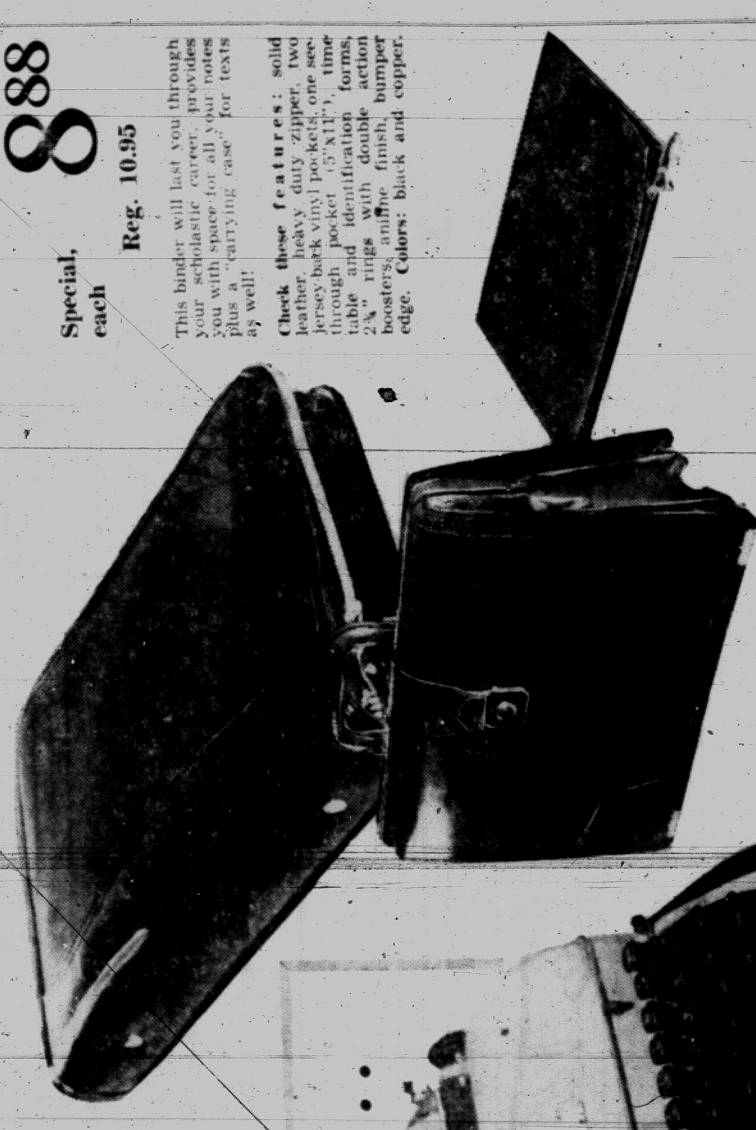 888
Special,
each
Reg. 10.95
This binder will last you through
your scholastic career, provides
you with space for all your notes
plus a "carrying case" for texts
as well!
Check these features: solid
leather, heavy duty zipper, two
jersey-back vinyl pockets, one see-
through pocket (5"x11"), time
table and identification forms,
2¾" rings with double action
boosters, aniline finish, bumper
edge. Colors: black and copper.